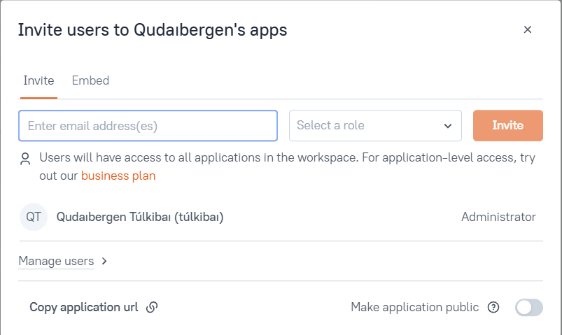 Invite users to Qudaıbergen's apps
Invite
Embed
Enter email address(es)
Select a role
Invite
Users will have access to all applications in the workspace. For application-level access, try
out our business plan
QT
Qudaıbergen Túlkibaı (túlkibaı)
Administrator
Manage users
Copy application url
Make application public